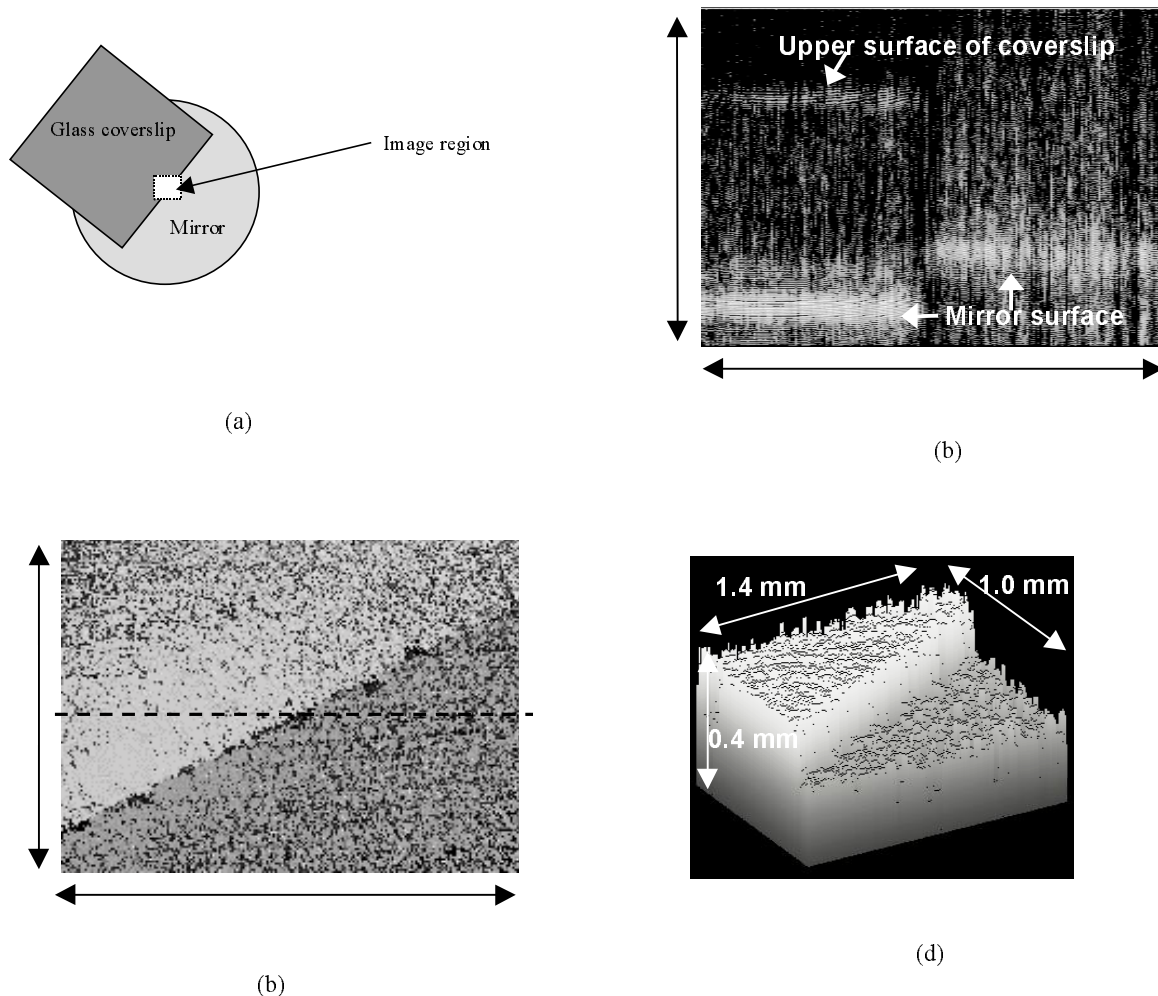 Glass coverslip
Image region
Mirror
(a)
Upper surface of coverslip
Mirror surface
(b)
(b)
1.4 mm
1.0 mm
0.4 mm
(d)